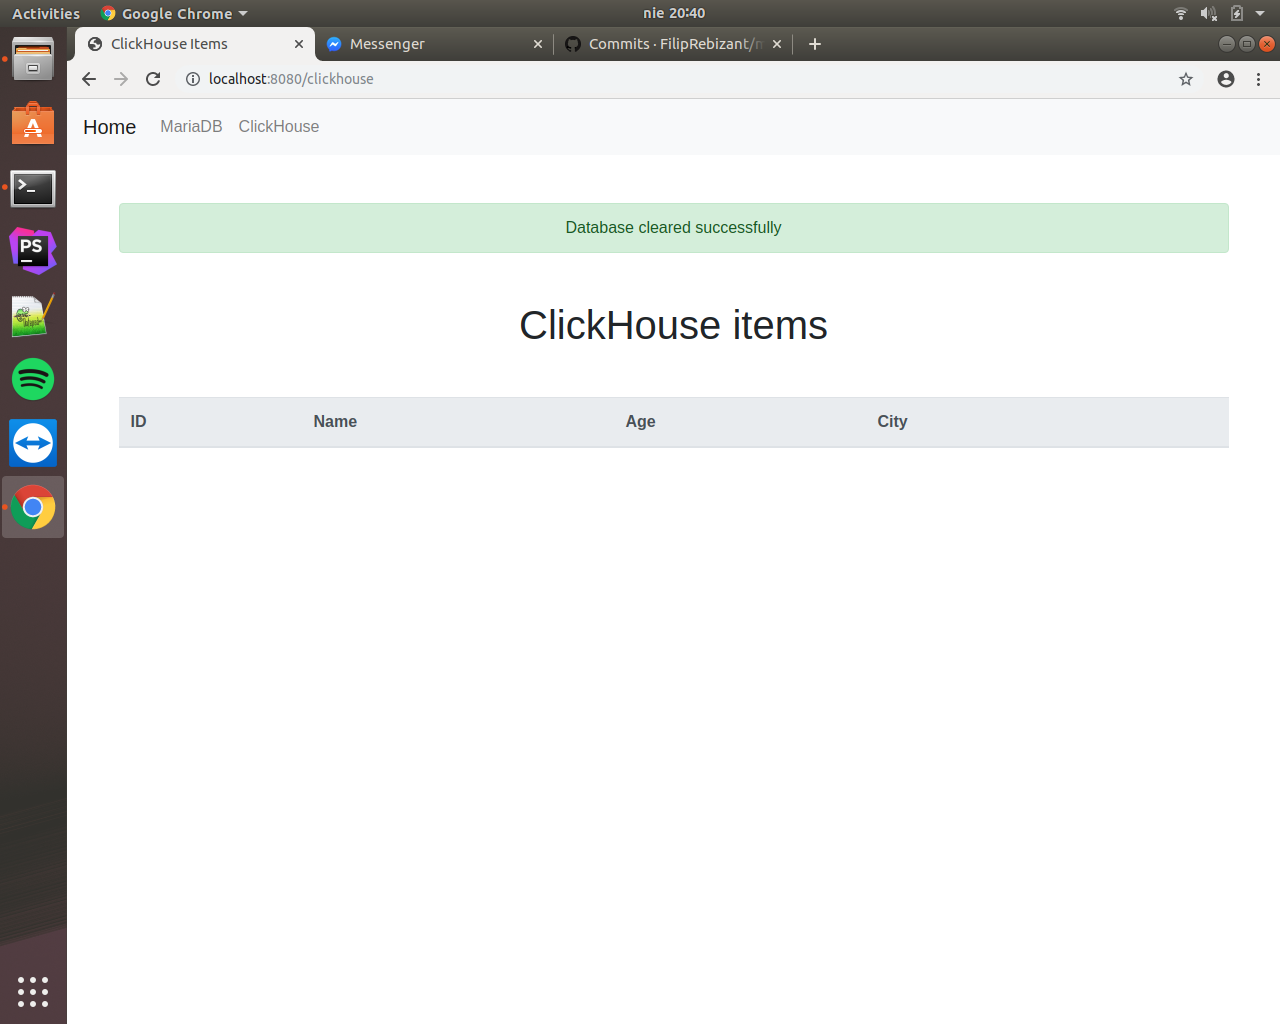 Activities
Google Chrome
nie 20:40
ClickHouse Items
Messenger
Commits · FilipRebizant/
localhost:8080/clickhouse
Home
MariaDB
ClickHouse
Database cleared successfully
ClickHouse items
ID Name Age City
PS